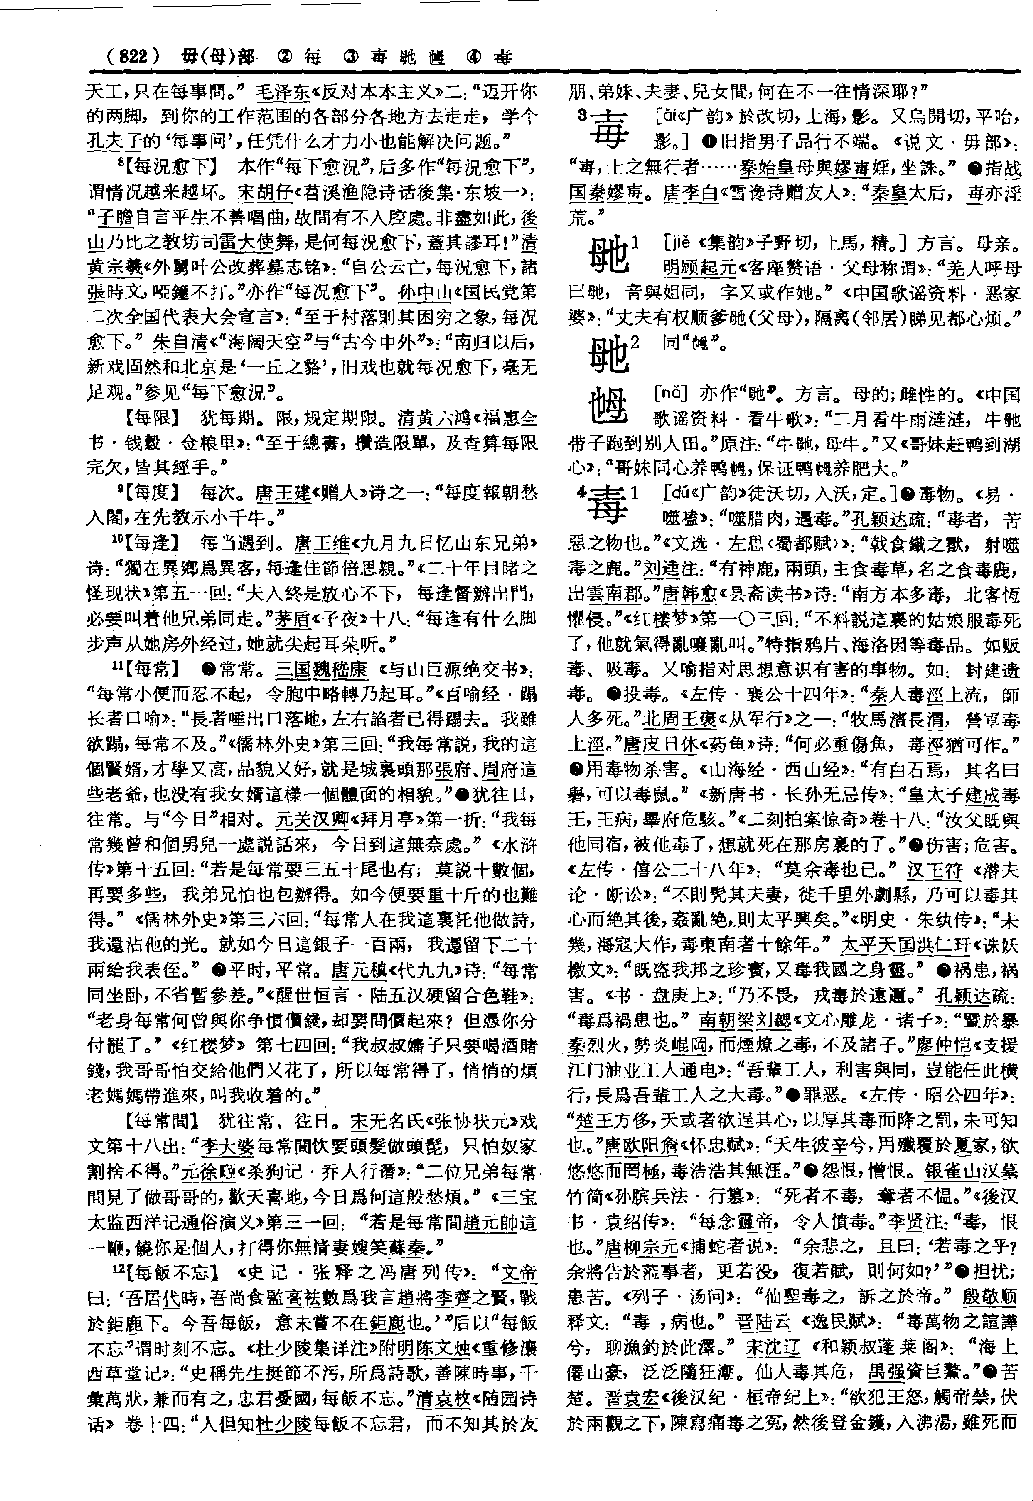 (822) 毋(母)部 ②每 ③毐毑㜷 ④毒
天工，只在每事問。” 毛泽东《反对本本主义》二：“迈开你
的两脚，到你的工作范围的各部分各地方去走走，学个
孔夫子的‘每事问’，任凭什么才力小也能解决问题。”
⁸【每況愈下】 本作“每下愈况”，后多作“每況愈下”，
谓情况越来越坏。宋胡仔《苕溪渔隐诗话後集·东坡一》：
“子瞻自言平生不善唱曲，故間有不入腔處。非盡如此，後
山乃比之教坊司雷大使舞，是何每況愈下，蓋其謬耳！”清
黄宗羲《外舅叶公改葬墓志铭》：“自公云亡，每況愈下，諸
張時文，啞鐘不打。”亦作“每况愈下”。孙中山《国民党第
二次全国代表大会宣言》：“至于村落则其困穷之象，每况
愈下。” 朱自清《“海阔天空”与“古今中外”》：“南归以后，
新戏固然和北京是‘一丘之貉’，旧戏也就每况愈下，毫无
足观。”参见“每下愈况”。
【每限】 犹每期。限，规定期限。清黄六鸿《福惠全
书·钱穀·佥粮里》：“至于總書，攢造限單，及查算每限
完欠，皆其經手。”
⁹【每度】 每次。唐王建《赠人》诗之一：“每度報朝愁
入閤，在先教示小千牛。”
¹⁰【每逢】 每当遇到。唐王维《九月九日忆山东兄弟》
诗：“獨在異鄉爲異客，每逢佳節倍思親。”《二十年目睹之
怪现状》第五一回：“夫人終是放心不下，每逢督辦出門，
必要叫着他兄弟同走。”茅盾《子夜》十八：“每逢有什么脚
步声从她房外经过，她就尖起耳朵听。”
¹¹【每常】 ❶常常。三国魏嵇康《与山巨源绝交书》：
“每常小便而忍不起，令胞中略轉乃起耳。”《百喻经·蹋
长者口喻》：“長者唾出口落地，左右諂者已得蹋去。我雖
欲蹋，每常不及。”《儒林外史》第三回：“我每常説，我的這
個賢婿，才學又高，品貌又好，就是城裏頭那張府、周府這
些老爺，也没有我女婿這樣一個體面的相貌。”❷犹往日，
往常。与“今日”相对。元关汉卿《拜月亭》第一折：“我每
常幾曾和個男兒一處説話來，今日到這無奈處。”《水浒
传》第十五回：“若是每常要三五十尾也有；莫説十數個，
再要多些，我弟兄們也包辦得。如今便要重十斤的也難
得。”《儒林外史》第三六回：“每常人在我這裏托他做詩，
我還沾他的光。就如今日這銀子一百兩，我還留下二十
兩給我表侄。” ❸平时，平常。唐元稹《代九九》诗：“每常
同坐卧，不省暫參差。”《醒世恒言·陆五汉硬留合色鞋》：
“老身每常何曾與你爭慣價錢，却要問價起來？但憑你分
付罷了。”《红楼梦》第七四回：“我叔叔嬸子只要喝酒賭
錢，我哥哥怕交給他們又花了，所以每常得了，悄悄的煩
老媽媽帶進來，叫我收着的。”
【每常間】 犹往常，往日。宋无名氏《张协状元》戏
文第十八出：“李大婆每常間伙要頭髮做頭髢，只怕奴家
割捨不得。”元徐㬇《杀狗记·乔人行谮》：“二位兄弟每常
間見了做哥哥的，歡天喜地，今日爲何這般愁煩。”《三宝
太监西洋记通俗演义》第三一回：“若是每常間趙元帥這
一鞭，饒你是個人，打得你無情妻嫂笑蘇秦。”
¹²【每飯不忘】《史记·张释之冯唐列传》：“文帝
曰：‘吾居代時，吾尚食監高袪數爲我言趙將李齊之賢，戰
於鉅鹿下。今吾每飯，意未嘗不在鉅鹿也。’”后以“每飯
不忘”谓时刻不忘。《杜少陵集详注》附明陈文烛《重修瀼
西草堂记》：“史稱先生挺節不污，所爲詩歌，善陳時事，千
彙萬狀，兼而有之，忠君憂國，每飯不忘。”清袁枚《随园诗
话》卷十四：“人但知杜少陵每飯不忘君，而不知其於友
朋、弟妹、夫妻、兒女間，何在不一往情深耶？”
³毐 [ǎi《广韵》於改切，上海，影。又烏開切，平咍，
影。] ❶旧指男子品行不端。《说文·毋部》：
“毐，士之無行者……秦始皇母與嫪毐婬，坐誅。” ❷指战
国秦嫪毐。唐李白《雪谗诗赠友人》：“秦皇太后，毐亦淫
荒。”
毑1 [jiě《集韵》子野切，上馬，精。] 方言。母亲。
明顾起元《客座赘语·父母称谓》：“羌人呼母
曰毑，音與姐同，字又或作她。”《中国歌谣资料·恶家
婆》：“丈夫有权顺爹毑（父母），隔离（邻居）睇见都心烦。”
毑2 同“㜷”。
㜷 [nǎ] 亦作“毑”。方言。母的；雌性的。《中国
歌谣资料·看牛歌》：“二月看牛雨涟涟，牛毑
带子跑到别人田。”原注：“牛毑，母牛。”又《哥妹赶鸭到湖
心》：“哥妹同心养鸭㜷，保证鸭㜷养肥大。”
⁴毒1 [dú《广韵》徒沃切，入沃，定。]❶毒物。《易·
噬嗑》：“噬腊肉，遇毒。”孔颖达疏：“毒者，苦
惡之物也。”《文选·左思〈蜀都赋〉》：“戟食鐵之獸，射噬
毒之鹿。”刘逵注：“有神鹿，兩頭，主食毒草，名之食毒鹿，
出雲南郡。”唐韩愈《县斋读书》诗：“南方本多毒，北客恆
懼侵。”《红楼梦》第一〇三回：“不料説這裏的姑娘服毒死
了，他就氣得亂嚷亂叫。”特指鸦片、海洛因等毒品。如贩
毒、吸毒。又喻指对思想意识有害的事物。如：封建遗
毒。❷投毒。《左传·襄公十四年》：“秦人毒涇上流，師
人多死。”北周王褒《从军行》之一：“牧馬濱長渭，營軍毒
上涇。”唐皮日休《药鱼》诗：“何必重傷魚，毒涇猶可作。”
❸用毒物杀害。《山海经·西山经》：“有白石焉，其名曰
礜，可以毒鼠。”《新唐书·长孙无忌传》：“皇太子建成毒
王，王病，舉府危駭。”《二刻拍案惊奇》卷十八：“汝父既與
他同宿，被他毒了，想就死在那房裏的了。”❹伤害；危害。
《左传·僖公二十八年》：“莫余毒也已。” 汉王符《潜夫
论·断讼》：“不則髡其夫妻，徙千里外劇縣，乃可以毒其
心而絶其後，姦亂絶，則太平興矣。”《明史·朱纨传》：“未
幾，海寇大作，毒東南者十餘年。” 太平天国洪仁玕《诛妖
檄文》：“既盗我邦之珍寶，又毒我國之身靈。” ❺祸患，祸
害。《书·盘庚上》：“乃不畏，戎毒於遠邇。” 孔颖达疏：
“毒爲禍患也。” 南朝梁刘勰《文心雕龙·诸子》：“暨於暴
秦烈火，勢炎崐岡，而煙燎之毒，不及諸子。”廖仲恺《支援
江门油业工人通电》：“吾輩工人，利害與同，豈能任此横
行，長爲吾輩工人之大毒。”❻罪恶。《左传·昭公四年》：
“楚王方侈，天或者欲逞其心，以厚其毒而降之罰，未可知
也。”唐欧阳詹《怀忠赋》：“天生彼辛兮，用殲覆於夏家，欲
悠悠而罔極，毒浩浩其無涯。”❼怨恨，憎恨。银雀山汉墓
竹简《孙膑兵法·行篡》：“死者不毒，奪者不愠。”《後汉
书·袁绍传》：“每念靈帝，令人憤毒。”李贤注：“毒，恨
也。”唐柳宗元《捕蛇者说》：“余悲之，且曰：‘若毒之乎？
余將告於蒞事者，更若役，復若賦，則何如？’”❽担忧；
患苦。《列子·汤问》：“仙聖毒之，訴之於帝。” 殷敬顺
释文：“毒，病也。” 晋陆云《逸民赋》：“毒萬物之諠譁
兮，聊漁釣於此澤。” 宋沈辽《和颖叔蓬莱阁》：“海上
僊山豪，泛泛隨狂瀾。仙人毒其危，禺强資巨鰲。”❾苦
楚。晋袁宏《後汉纪·桓帝纪上》：“欲犯王怒，觸帝禁，伏
於兩觀之下，陳寫痛毒之冤，然後登金鑊，入沸湯，雖死而